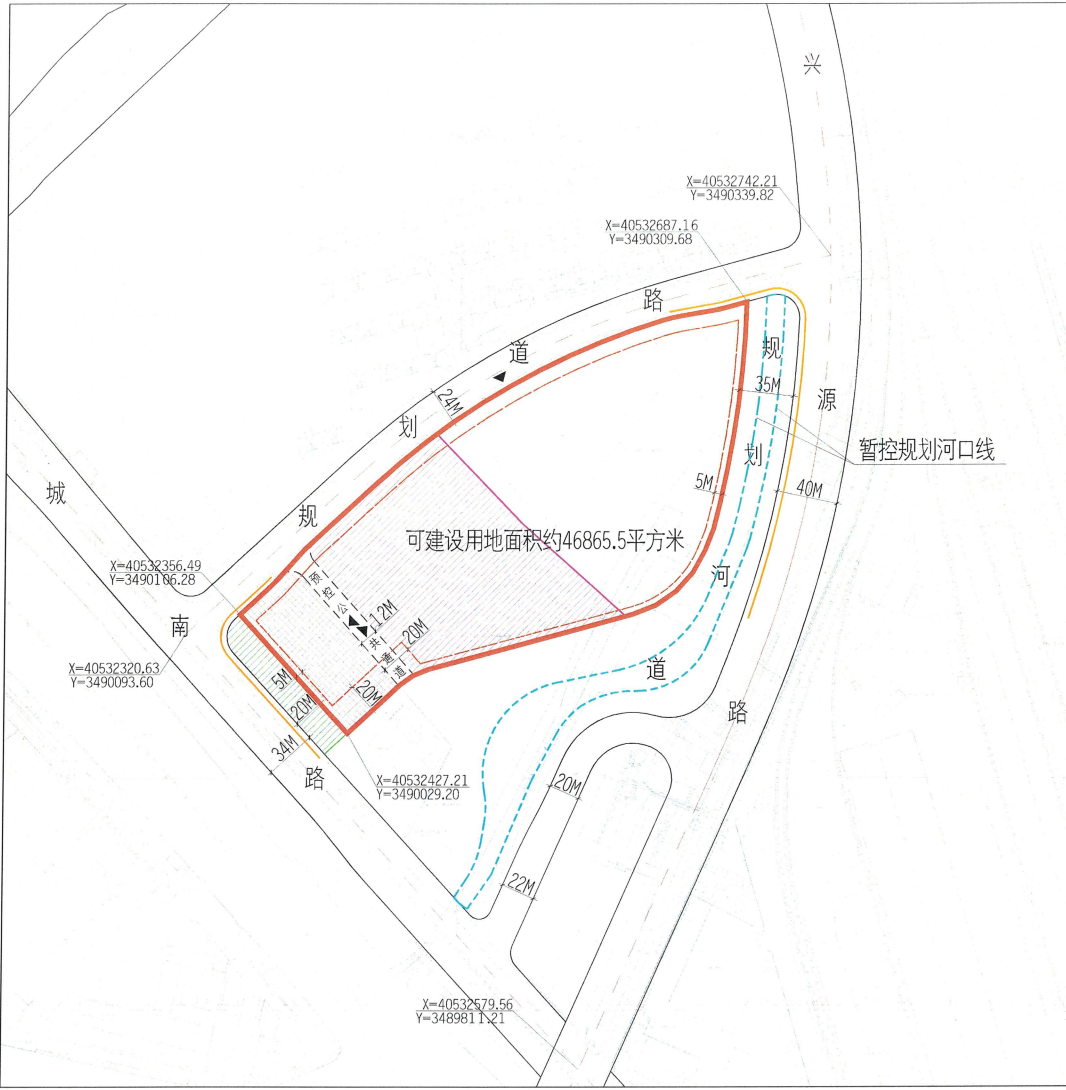 兴
源
路
X=40532742.21
Y=3490339.82
X=40532687.16
Y=3490309.68
规
划
道
路
24M
规
划
河
道
35M
暂控规划河口线
40M
5M
可建设用地面积约46865.5平方米
城
南
路
X=40532356.49
Y=3490106.28
预
控
公
共
通
道
12M
20M
X=40532320.63
Y=3490093.60
5M
20M
20M
34M
X=40532427.21
Y=3490029.20
20M
22M
X=40532579.56
Y=3489811.21